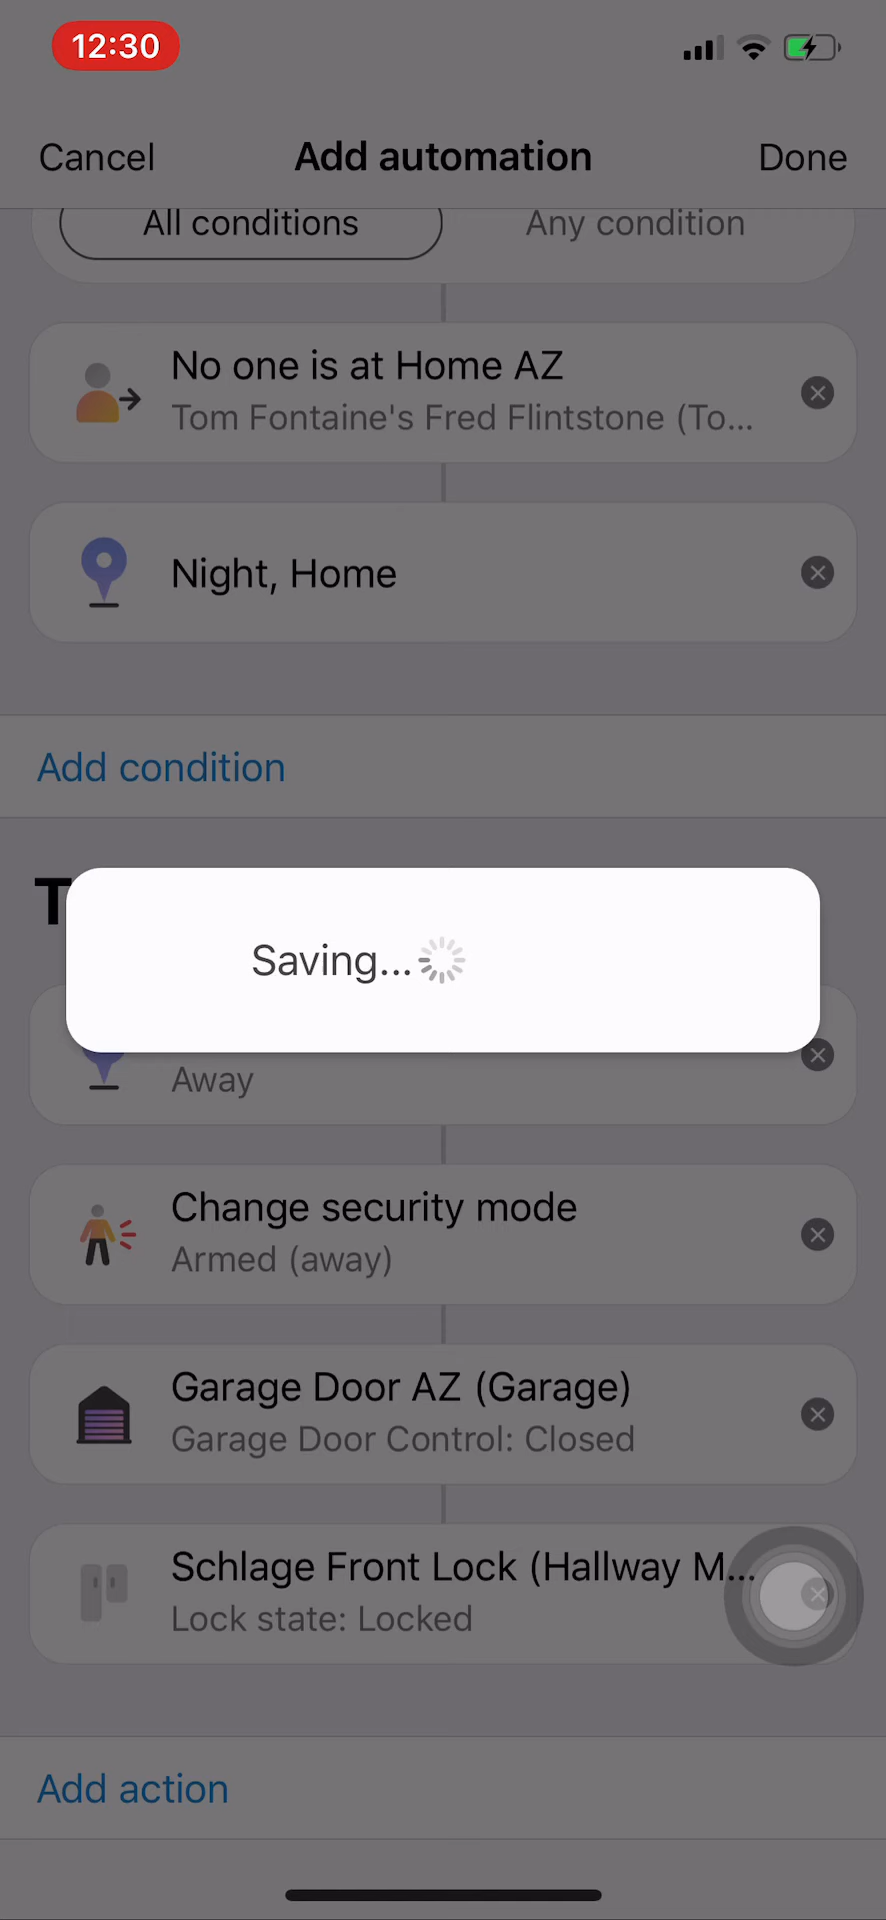 12:30
Cancel
Add automation
Done
All conditions
Any condition
No one is at Home AZ
Tom Fontaine's Fred Flintstone (To...
Night, Home
Add condition
T
Saving...
Away
Change security mode
Armed (away)
Garage Door AZ (Garage)
Garage Door Control: Closed
Schlage Front Lock (Hallway M...
Lock state: Locked
Add action